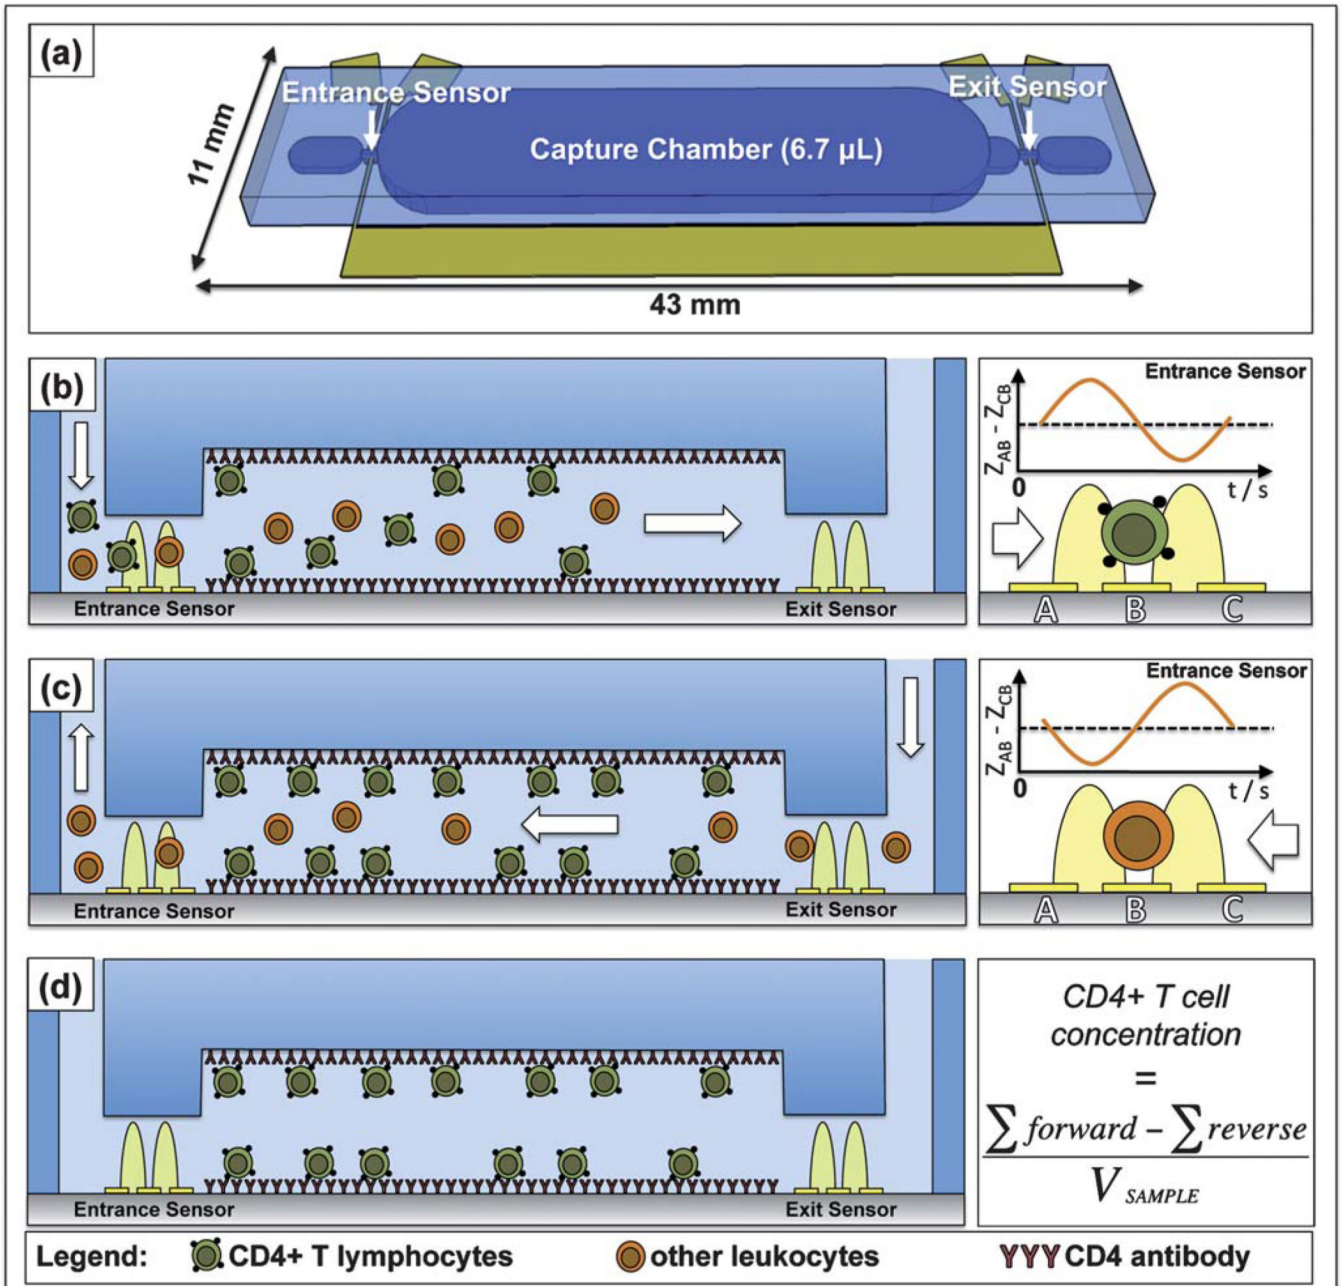 (a)
Entrance Sensor
Exit Sensor
Capture Chamber (6.7 µL)
11 mm
43 mm
(b)
Entrance Sensor
Exit Sensor
Entrance Sensor
Z_AB - Z_CB
0
t / s
A B C
(c)
Entrance Sensor
Exit Sensor
Entrance Sensor
Z_AB - Z_CB
0
t / s
A B C
(d)
Entrance Sensor
Exit Sensor
CD4+ T cell
concentration
=
∑ forward − ∑ reverse
V SAMPLE
Legend: CD4+ T lymphocytes other leukocytes YYY CD4 antibody